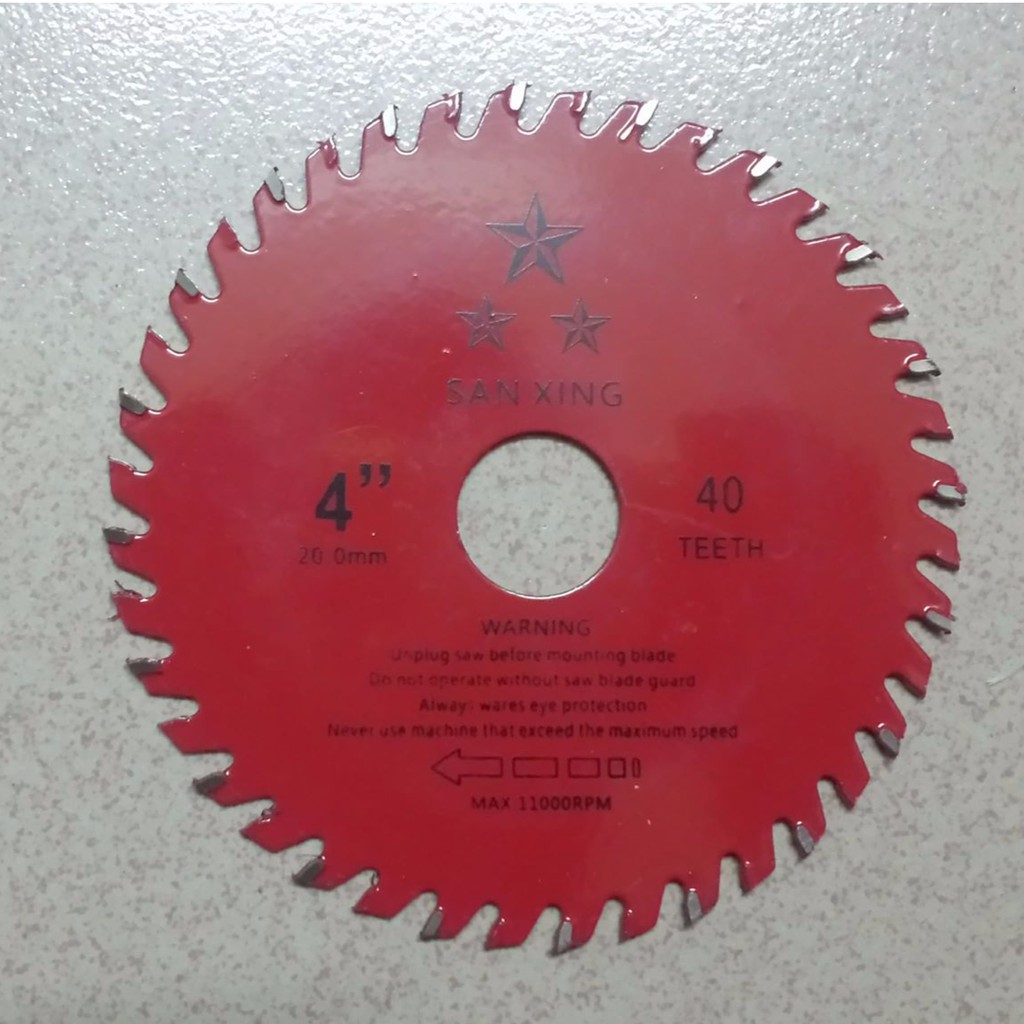 SAN XING
4”
20.0mm
40
TEETH
WARNING
Unplug saw before mounting blade
Do not operate without saw blade guard
Alway: wares eye protection
Never use machine that exceed the maximum speed
MAX 11000RPM